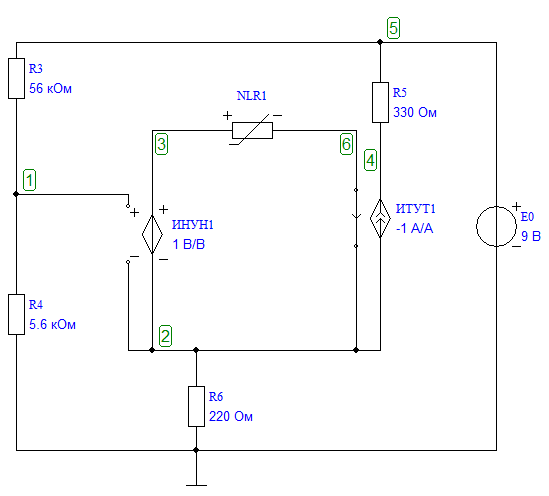 5
R3
56 кОм
NLR1
+
−
R5
330 Ом
3
6
4
1
+
+
ИНУН1
1 В/В
−
−
ИТУТ1
-1 А/А
+
E0
9 В
−
R4
5.6 кОм
2
R6
220 Ом